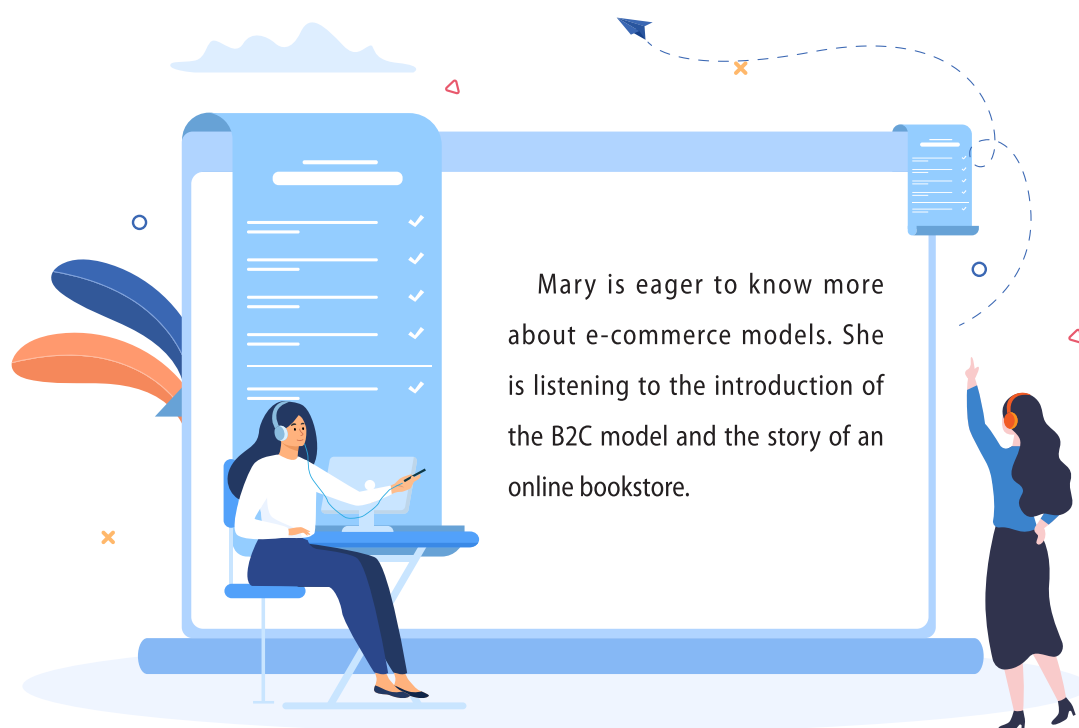 Mary is eager to know more
about e-commerce models. She
is listening to the introduction of
the B2C model and the story of an
online bookstore.